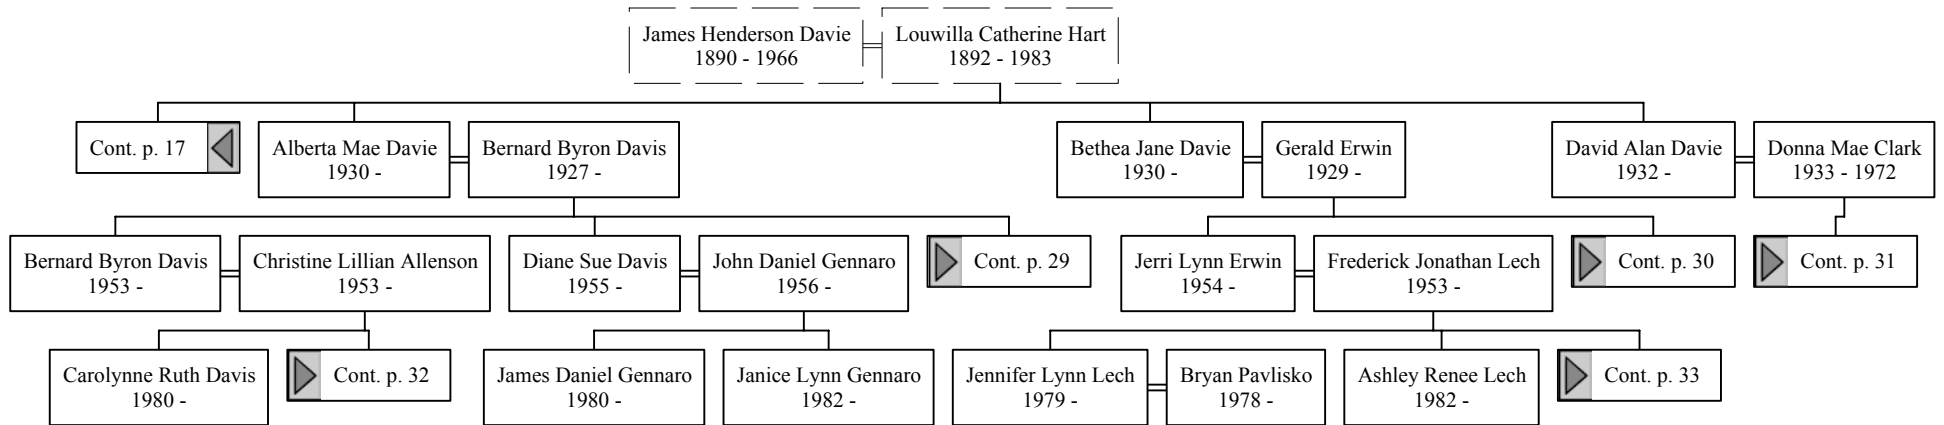 James Henderson Davie
1890 - 1966
Louwilla Catherine Hart
1892 - 1983
Cont. p. 17
Alberta Mae Davie
1930 -
Bernard Byron Davis
1927 -
Bethea Jane Davie
1930 -
Gerald Erwin
1929 -
David Alan Davie
1932 -
Donna Mae Clark
1933 - 1972
Bernard Byron Davis
1953 -
Christine Lillian Allenson
1953 -
Diane Sue Davis
1955 -
John Daniel Gennaro
1956 -
Cont. p. 29
Jerri Lynn Erwin
1954 -
Frederick Jonathan Lech
1953 -
Cont. p. 30
Cont. p. 31
Carolynne Ruth Davis
1980 -
Cont. p. 32
James Daniel Gennaro
1980 -
Janice Lynn Gennaro
1982 -
Jennifer Lynn Lech
1979 -
Bryan Pavlisko
1978 -
Ashley Renee Lech
1982 -
Cont. p. 33